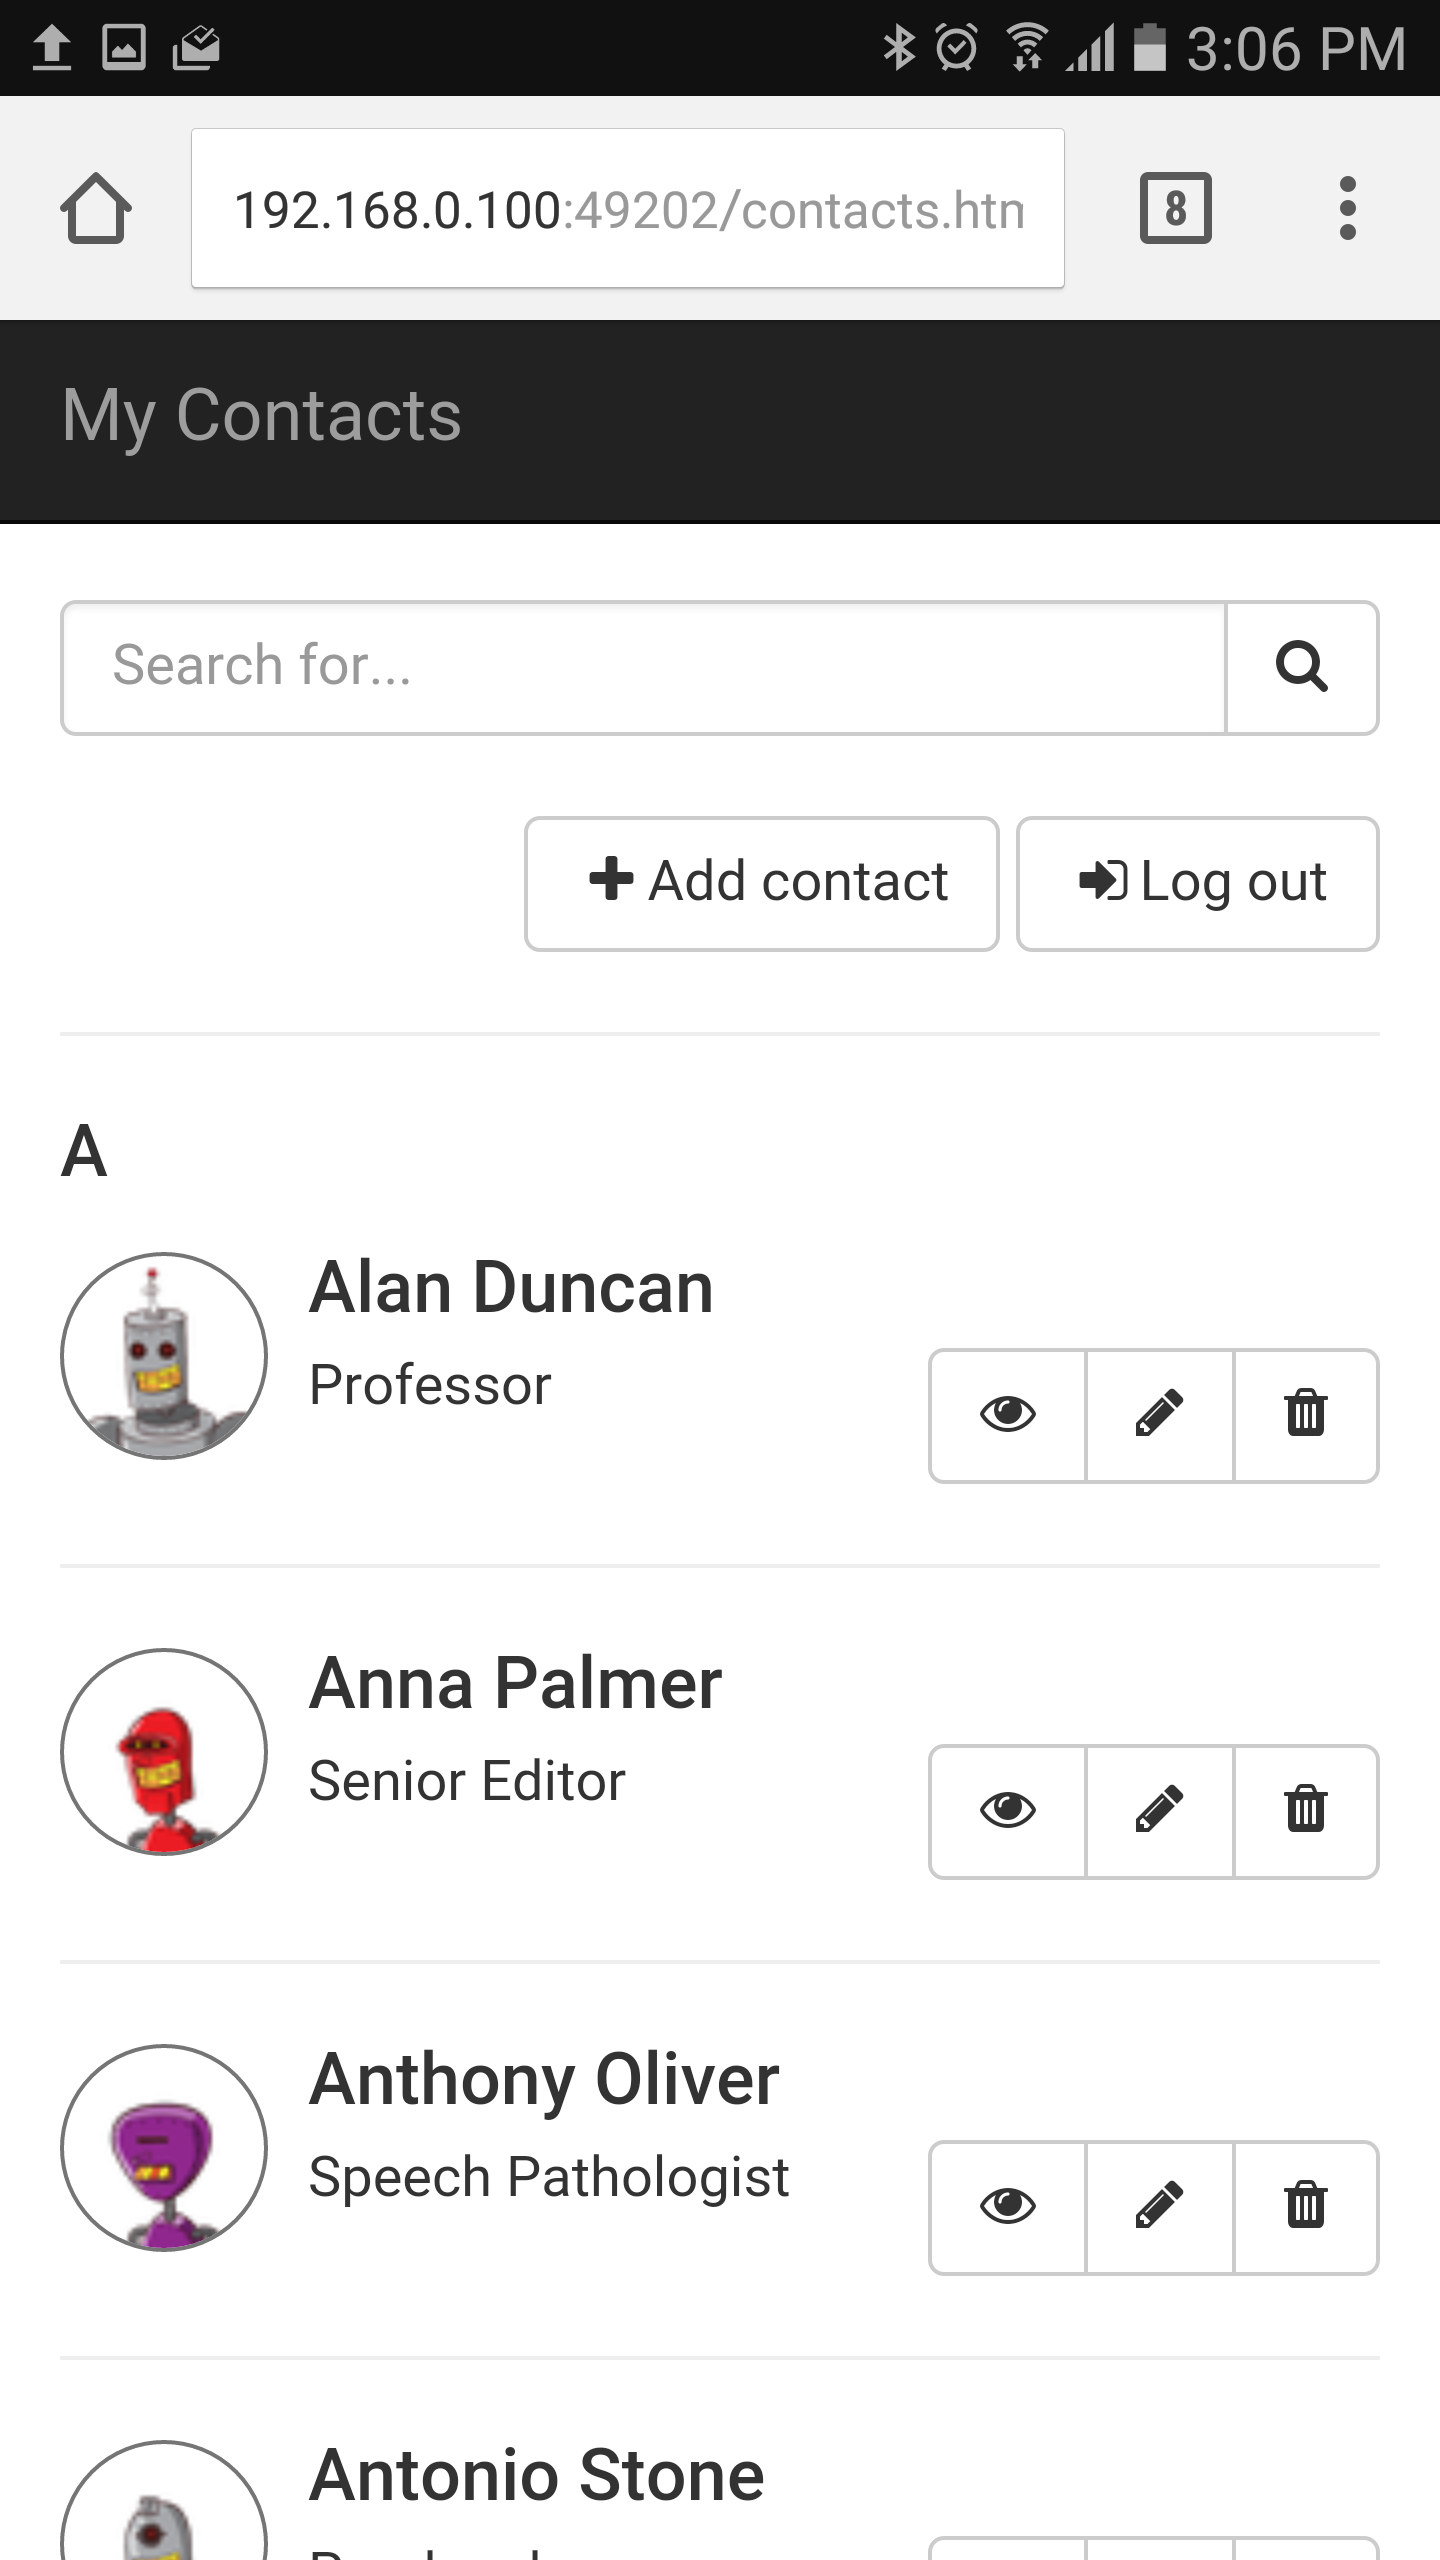 3:06 PM
192.168.0.100:49202/contacts.htm
8
My Contacts
Search for...
Add contact
Log out
A
Alan Duncan
Professor
Anna Palmer
Senior Editor
Anthony Oliver
Speech Pathologist
Antonio Stone